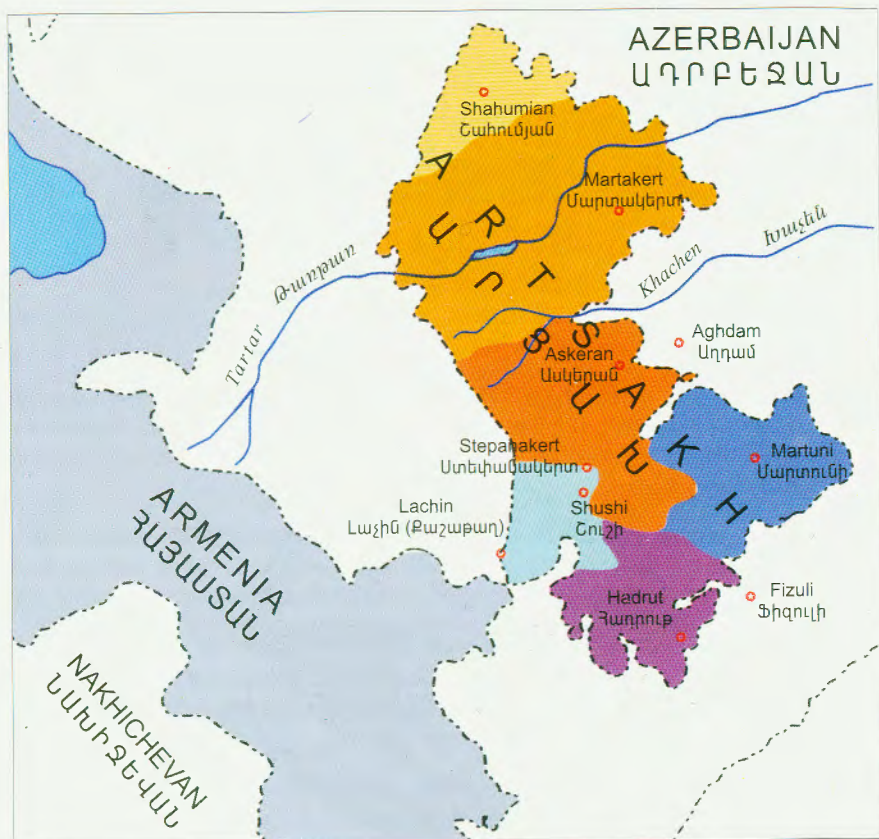 AZERBAIJAN
ԱԴՐԲԵՋԱՆ
Shahumian
Շահումյան
Martakert
Մարտակերտ
ARTSAKH
ԱՐՑԱԽ
Tartar
Թառթառ
Khachen
Խաչեն
Aghdam
Աղդամ
Askeran
Ասկերան
Stepanakert
Ստեփանակերտ
Martuni
Մարտունի
Lachin
Լաչին (Քաշաթաղ)
Shushi
Շուշի
ARMENIA
ՀԱՅԱՍՏԱՆ
Hadrut
Հադրութ
Fizuli
Ֆիզուլի
NAKHICHEVAN
ՆԱԽԻՋԵՎԱՆ